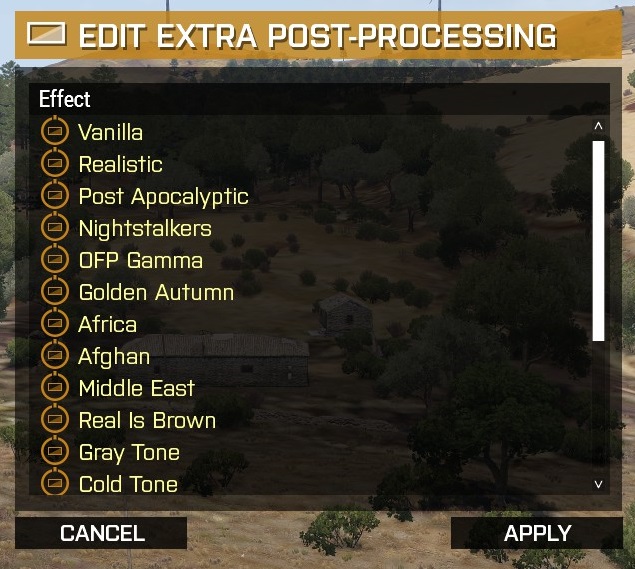 EDIT EXTRA POST-PROCESSING
Effect
Vanilla
Realistic
Post Apocalyptic
Nightstalkers
OFP Gamma
Golden Autumn
Africa
Afghan
Middle East
Real Is Brown
Gray Tone
Cold Tone
CANCEL
APPLY